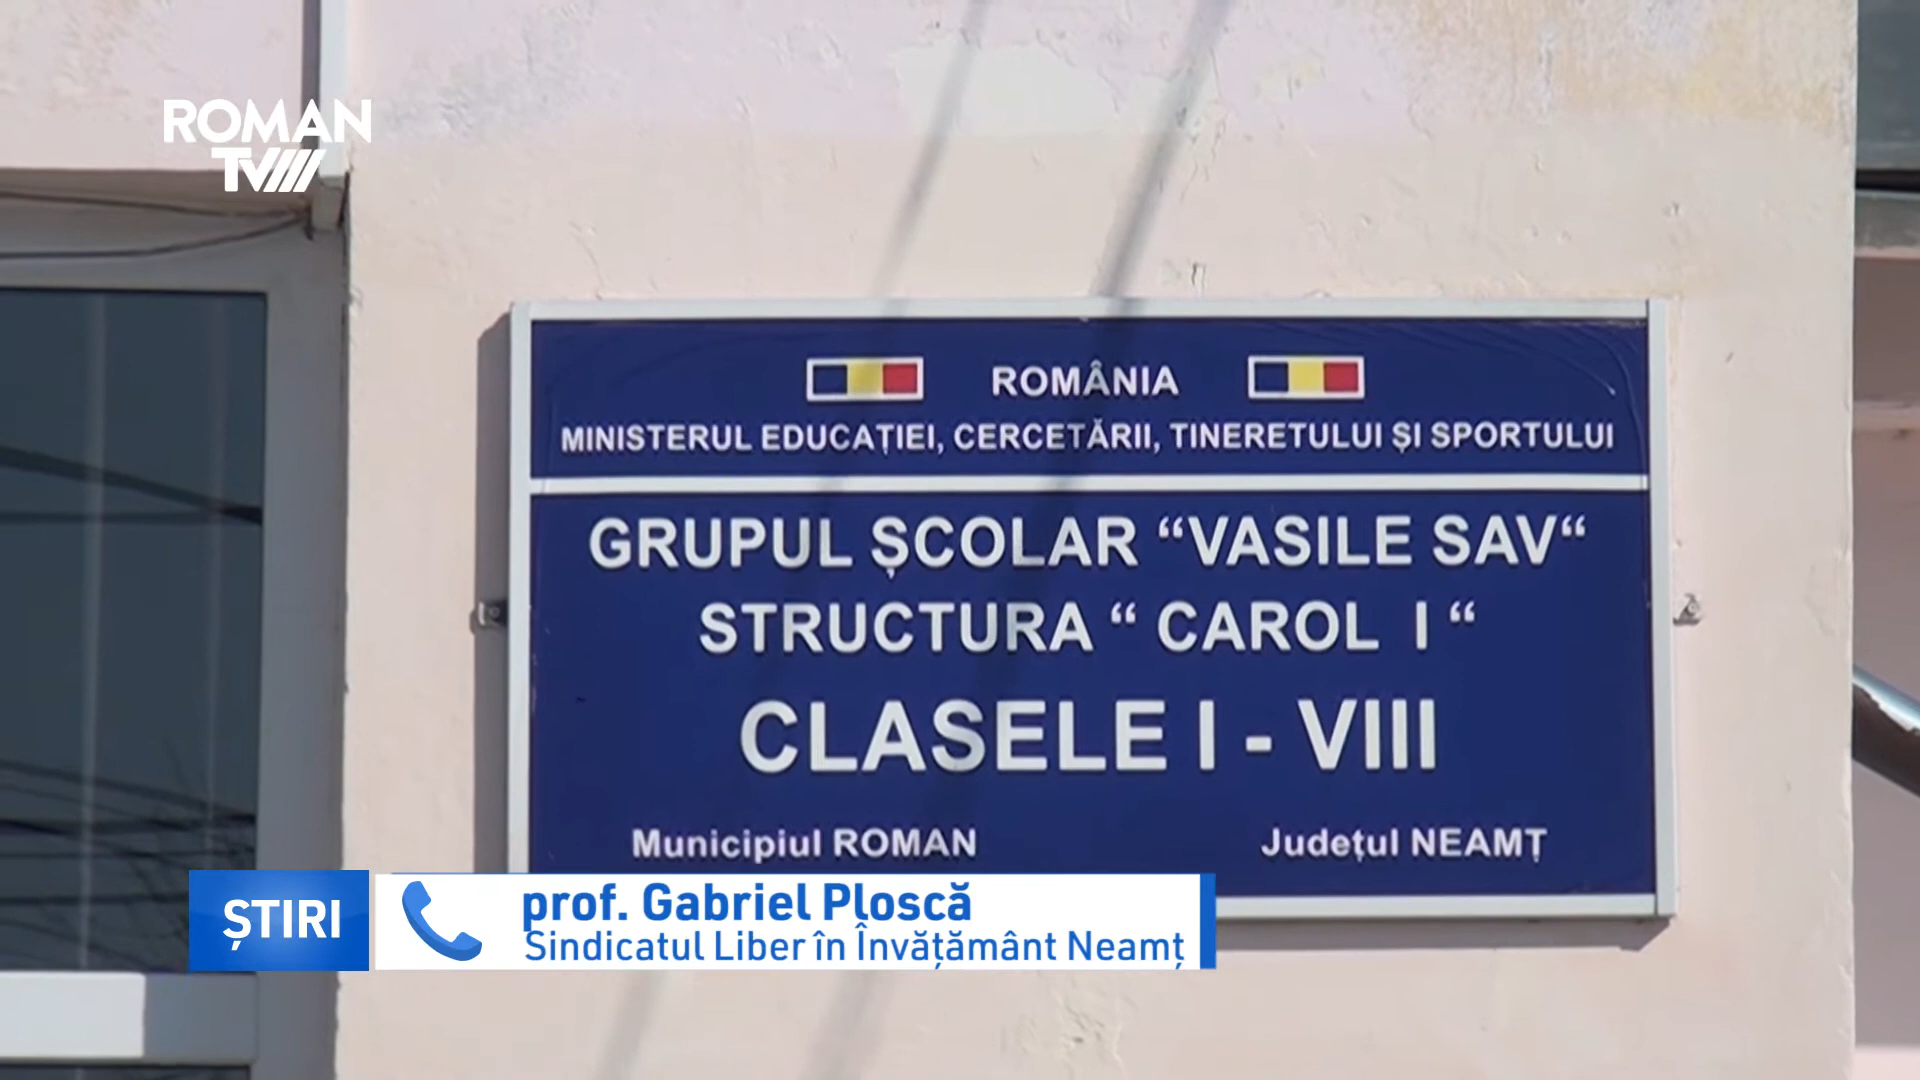 ROMAN
TV
ROMÂNIA
MINISTERUL EDUCAȚIEI, CERCETĂRII, TINERETULUI ȘI SPORTULUI
GRUPUL ȘCOLAR “VASILE SAV“
STRUCTURA “ CAROL I “
CLASELE I - VIII
Municipiul ROMAN Județul NEAMȚ
ȘTIRI
prof. Gabriel Ploscă
Sindicatul Liber în Învățământ Neamț